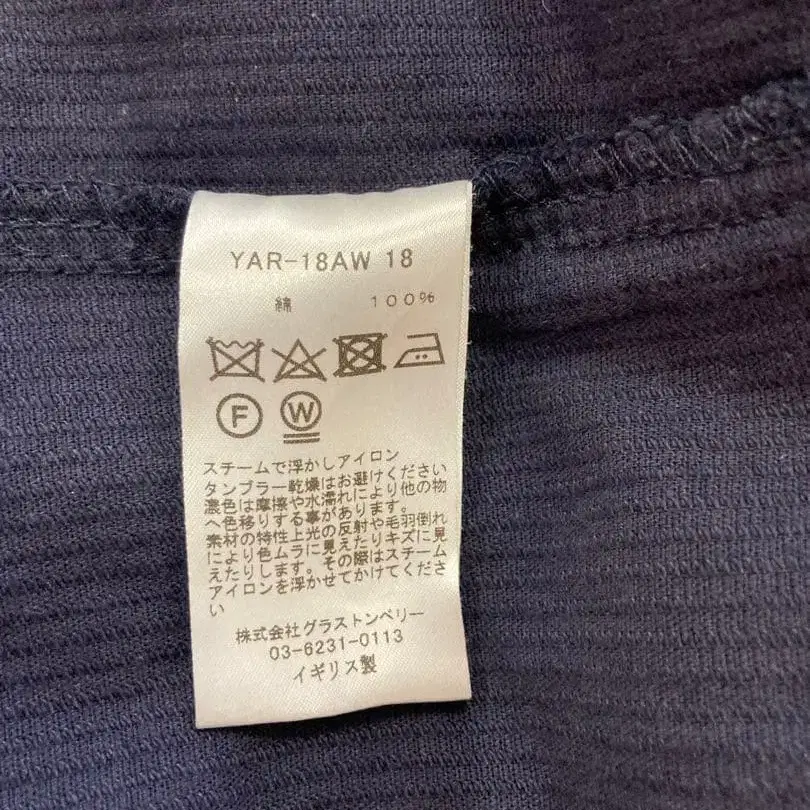 YAR-18AW 18
綿 100%
F W
スチームで浮かしアイロン
タンブラー乾燥はお避けください
濃色は摩擦や水濡れにより他の物
へ色移りする事があります。
素材の特性上光の反射や毛羽倒れ
により色ムラに見えたりキズに見
えたりします。その際はスチーム
アイロンを浮かせてかけてくださ
い
株式会社グラストンベリー
03-6231-0113
イギリス製